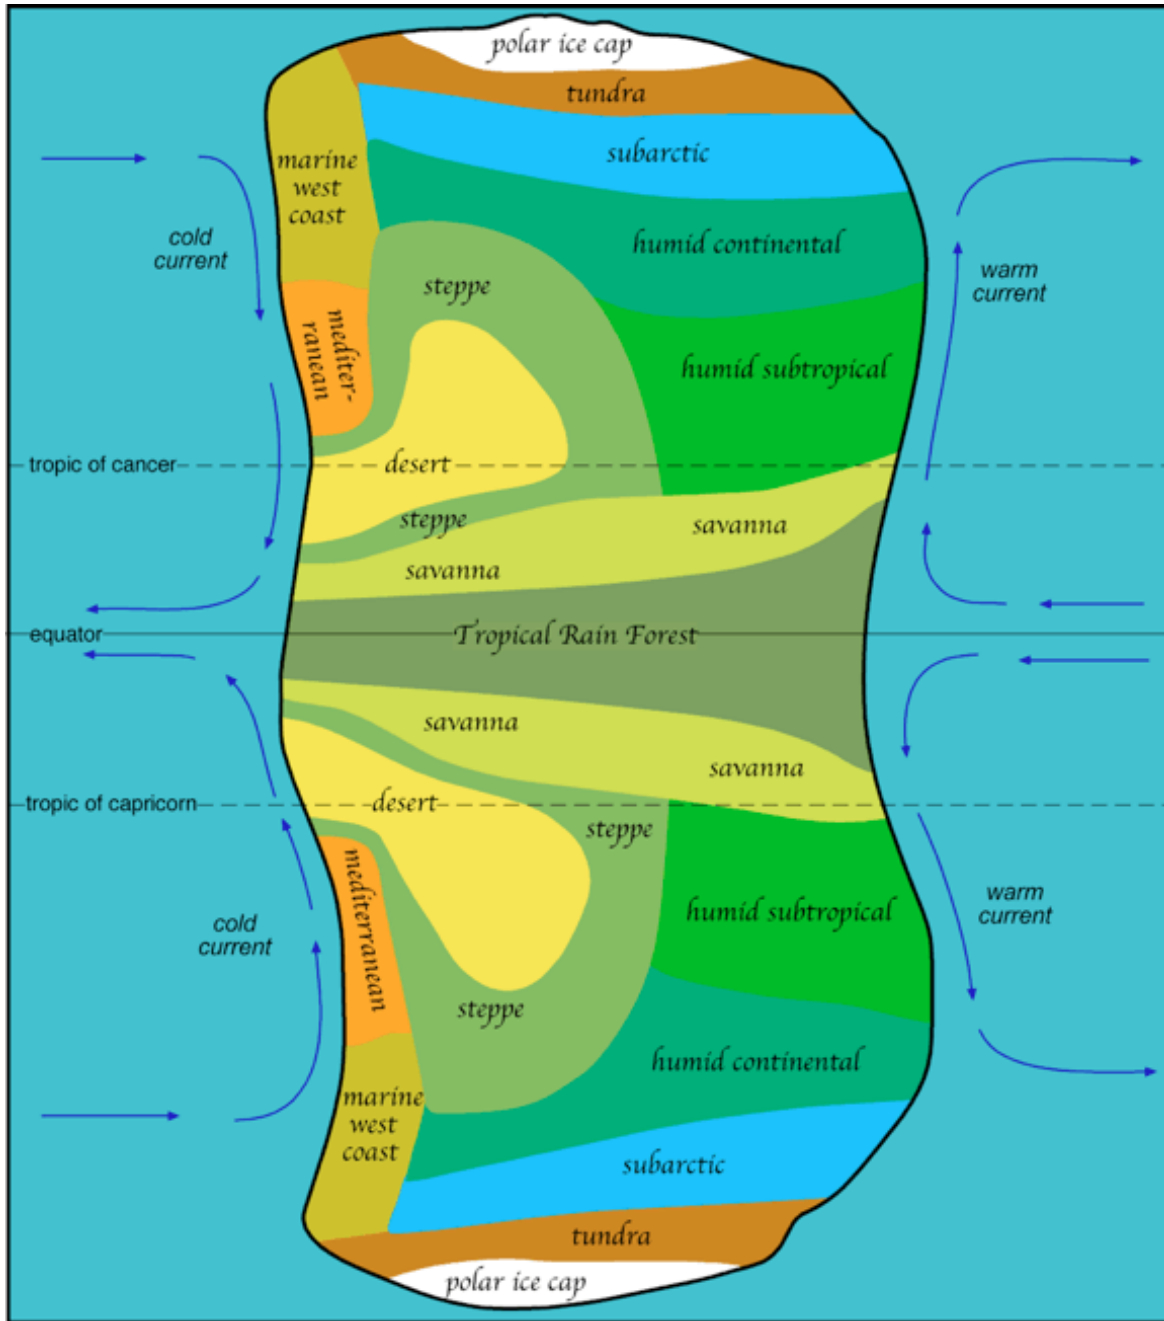 polar ice cap
tundra
subarctic
marine
west
coast
cold
current
humid continental
warm
current
steppe
mediter-
ranean
humid subtropical
tropic of cancer
desert
steppe
savanna
savanna
equator
Tropical Rain Forest
savanna
savanna
tropic of capricorn
desert
steppe
mediterranean
humid subtropical
warm
current
cold
current
steppe
humid continental
marine
west
coast
subarctic
tundra
polar ice cap